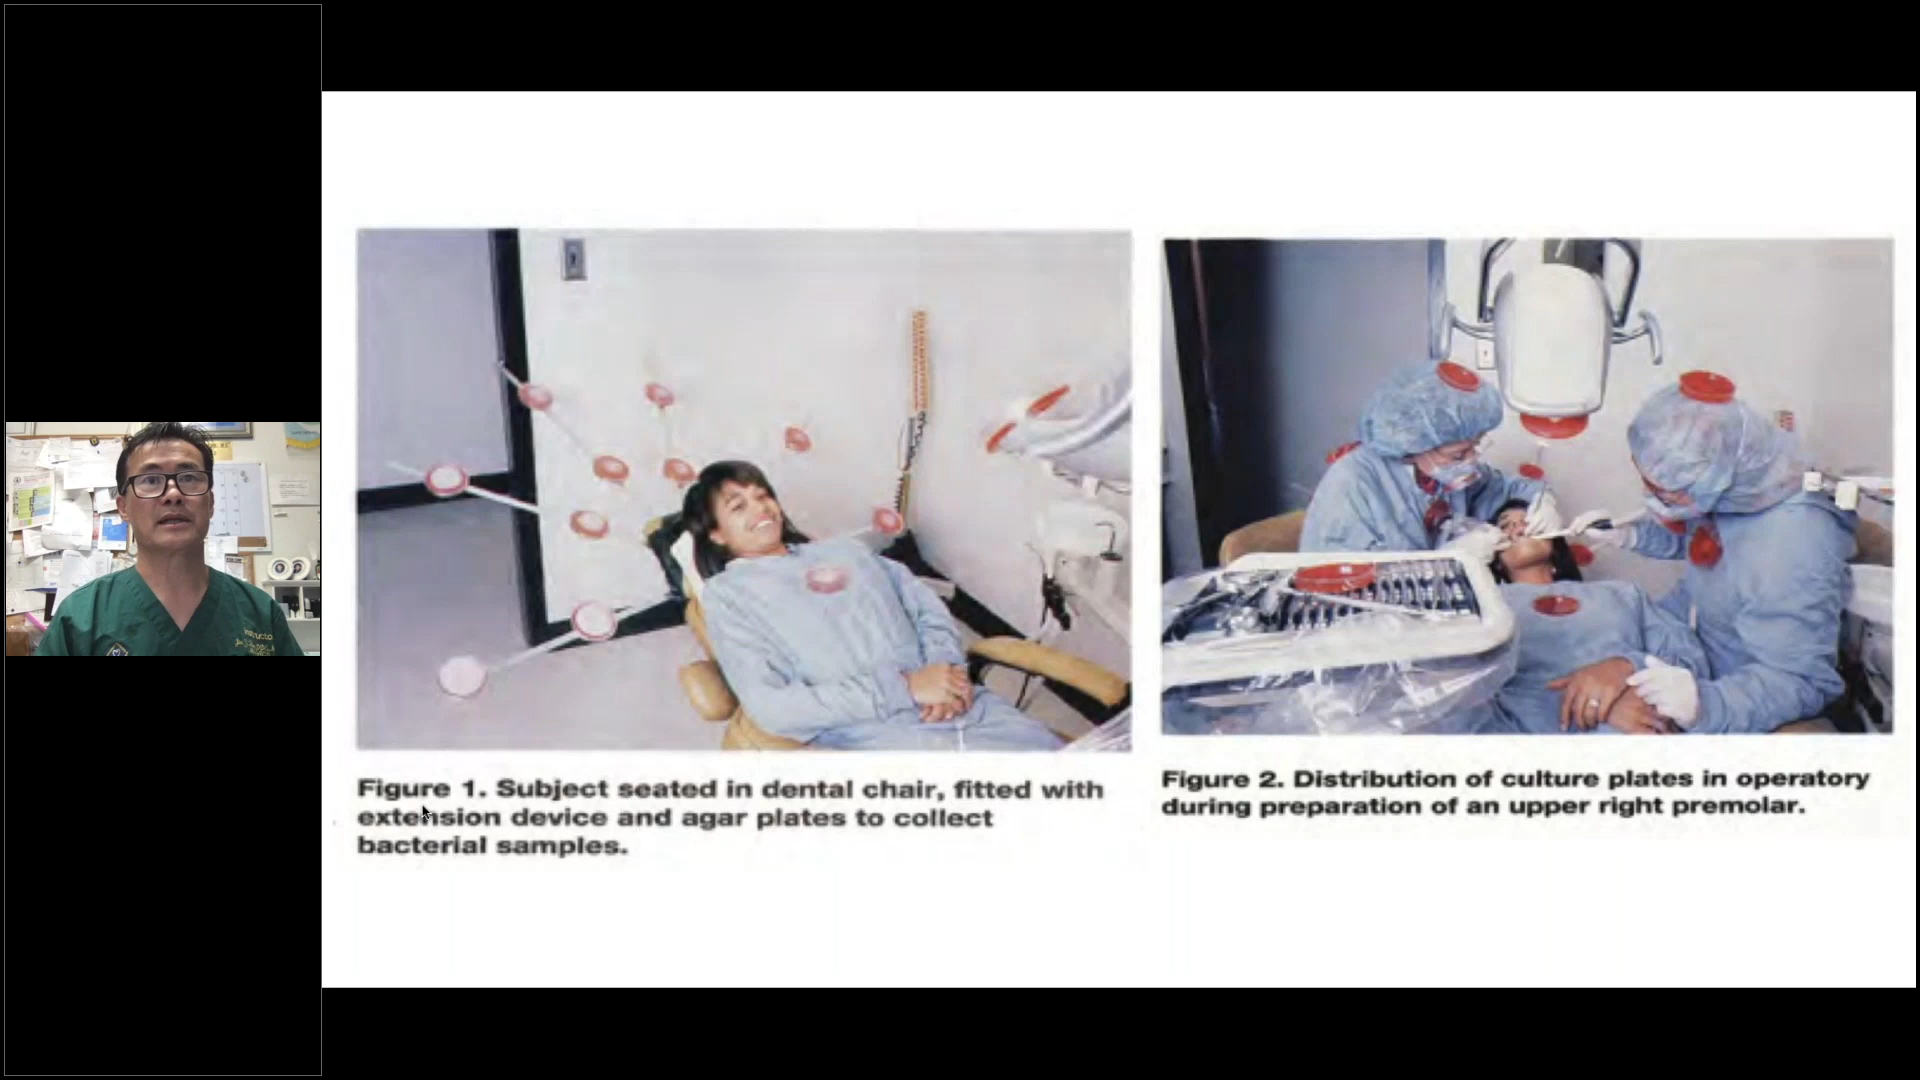 Figure 1. Subject seated in dental chair, fitted with
extension device and agar plates to collect
bacterial samples.
Figure 2. Distribution of culture plates in operatory
during preparation of an upper right premolar.